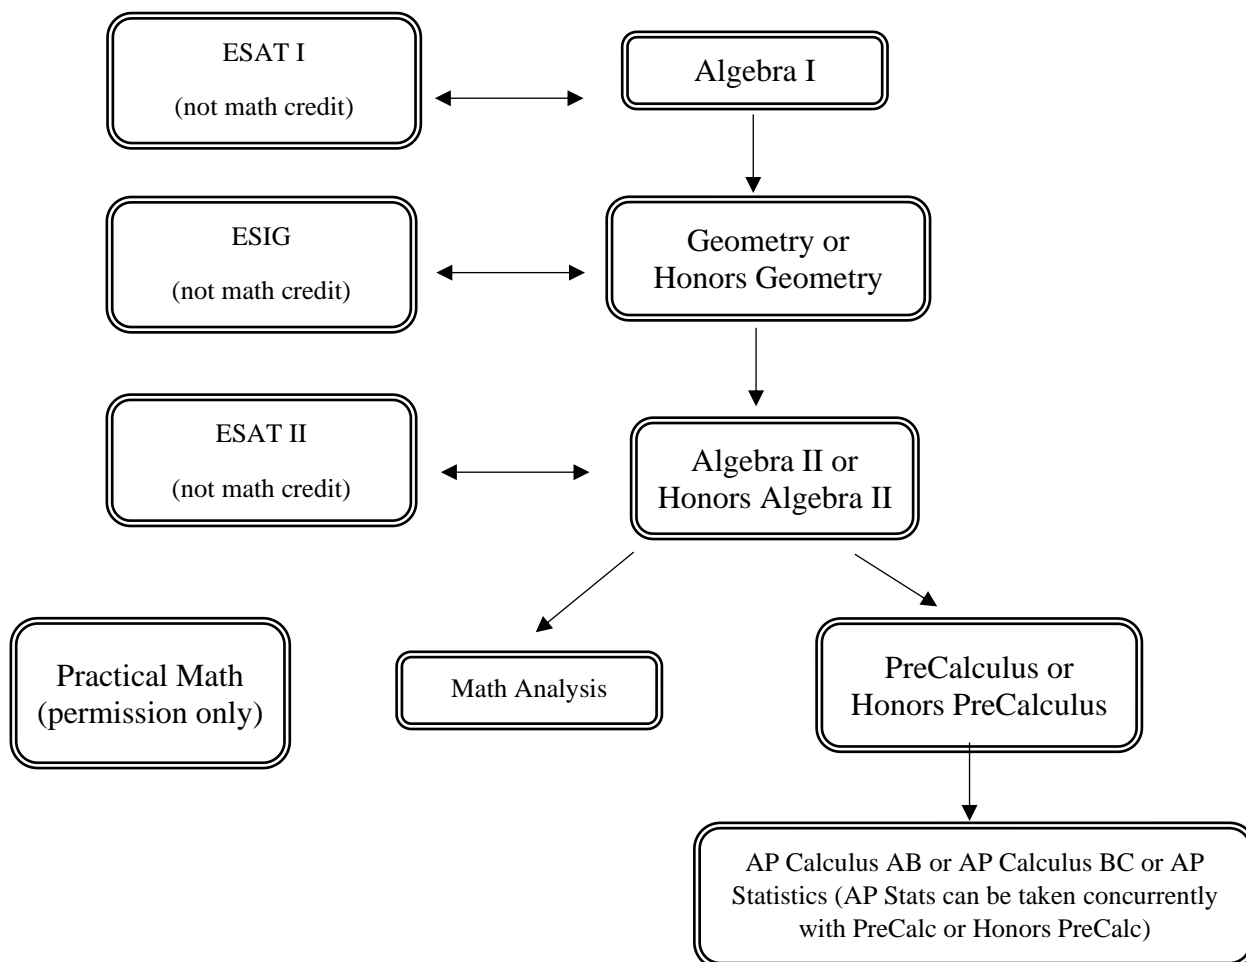 ESAT I
(not math credit)
Algebra I
ESIG
(not math credit)
Geometry or
Honors Geometry
ESAT II
(not math credit)
Algebra II or
Honors Algebra II
Practical Math
(permission only)
Math Analysis
PreCalculus or
Honors PreCalculus
AP Calculus AB or AP Calculus BC or AP
Statistics (AP Stats can be taken concurrently
with PreCalc or Honors PreCalc)